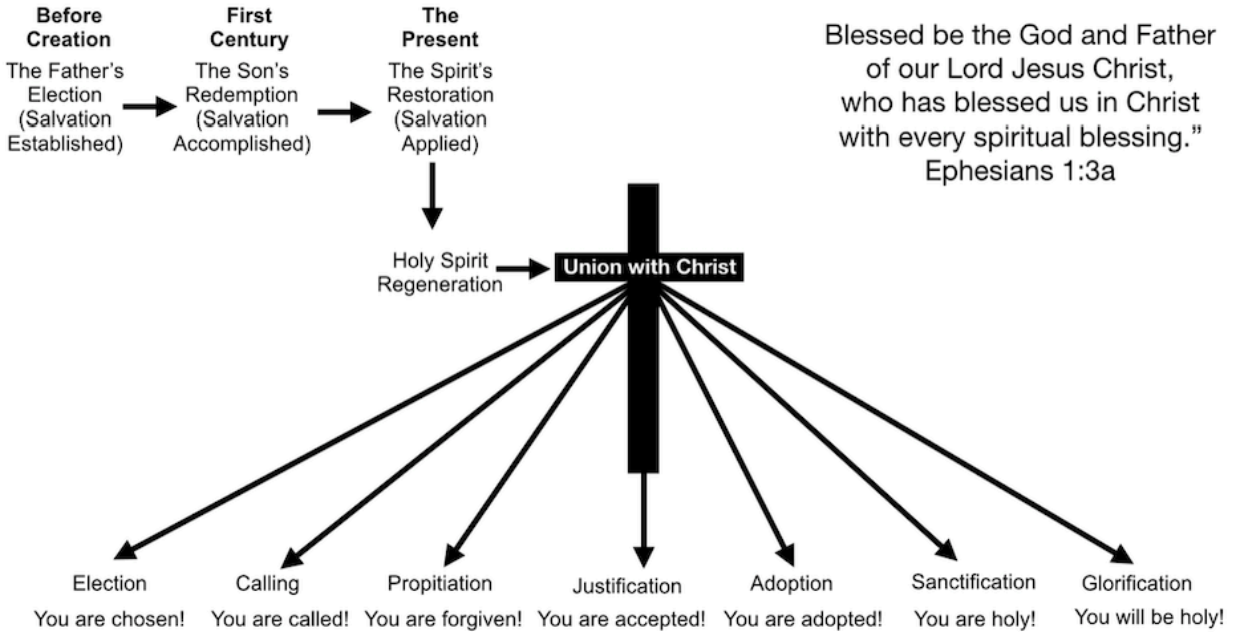 Before
Creation
The Father's
Election
(Salvation
Established)
First
Century
The Son's
Redemption
(Salvation
Accomplished)
The
Present
The Spirit's
Restoration
(Salvation
Applied)
Blessed be the God and Father
of our Lord Jesus Christ,
who has blessed us in Christ
with every spiritual blessing.”
Ephesians 1:3a
Holy Spirit
Regeneration
Union with Christ
Election
You are chosen!
Calling
You are called!
Propitiation
You are forgiven!
Justification
You are accepted!
Adoption
You are adopted!
Sanctification
You are holy!
Glorification
You will be holy!